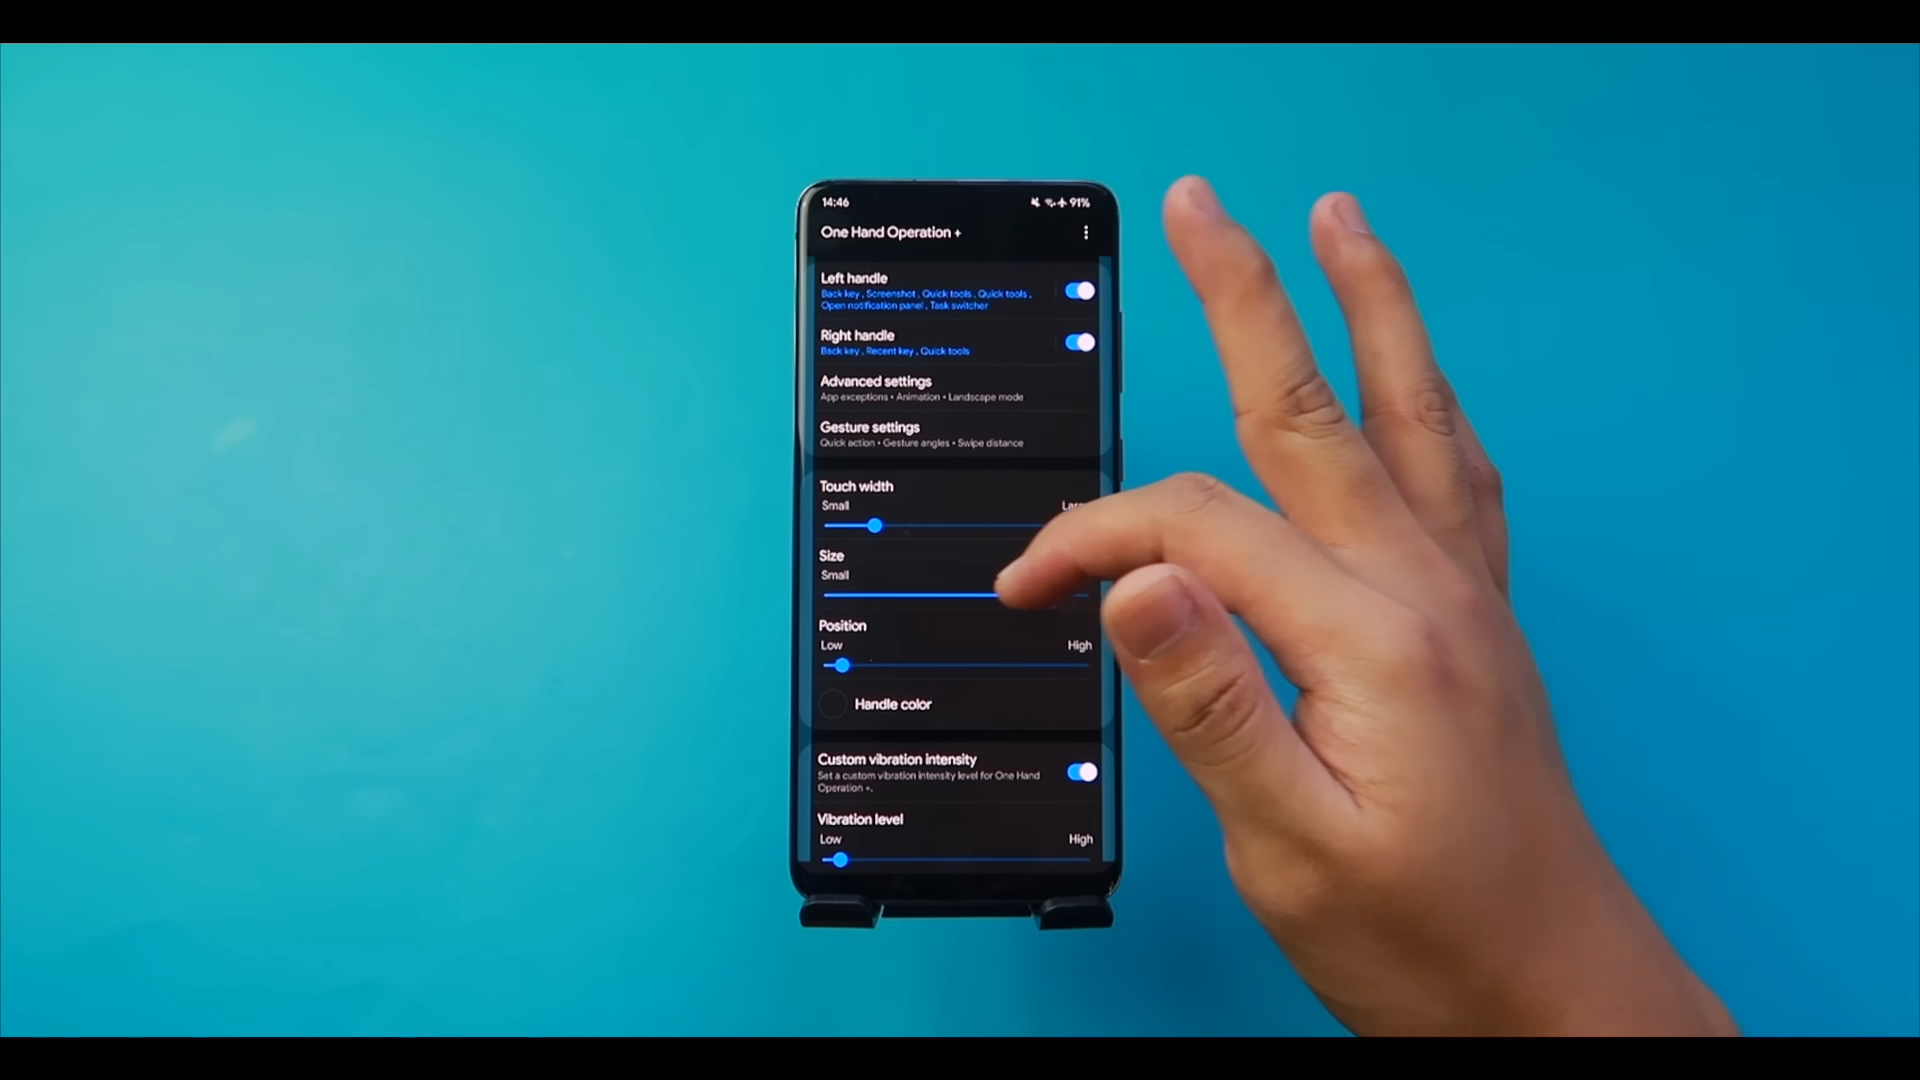 14:46 91%
One Hand Operation +
Left handle
Back key , Screenshot , Quick tools , Quick tools ,
Open notification panel , Task switcher
Right handle
Back key , Recent key , Quick tools
Advanced settings
App exceptions • Animation • Landscape mode
Gesture settings
Quick action • Gesture angles • Swipe distance
Touch width
Small
Size
Small
Position
Low High
Handle color
Custom vibration intensity
Set a custom vibration intensity level for One Hand
Operation +.
Vibration level
Low High